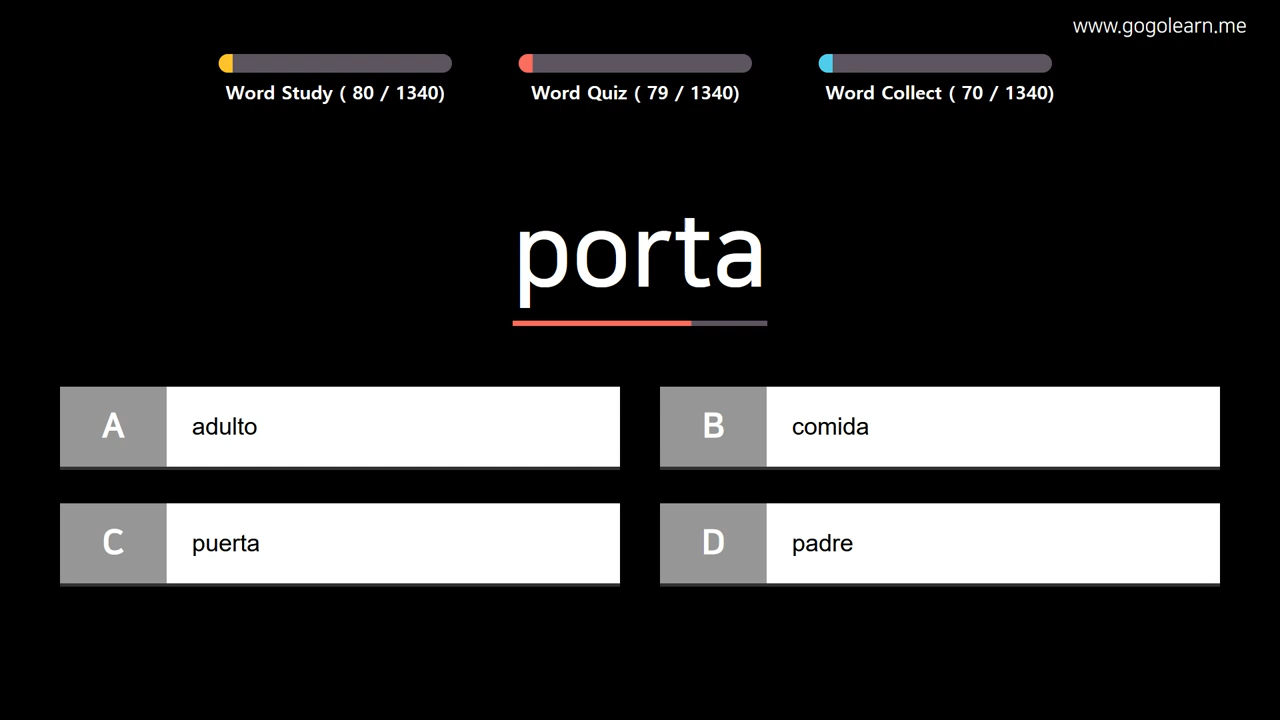 www.gogolearn.me
Word Study ( 80 / 1340)
Word Quiz ( 79 / 1340)
Word Collect ( 70 / 1340)
porta
A adulto
B comida
C puerta
D padre